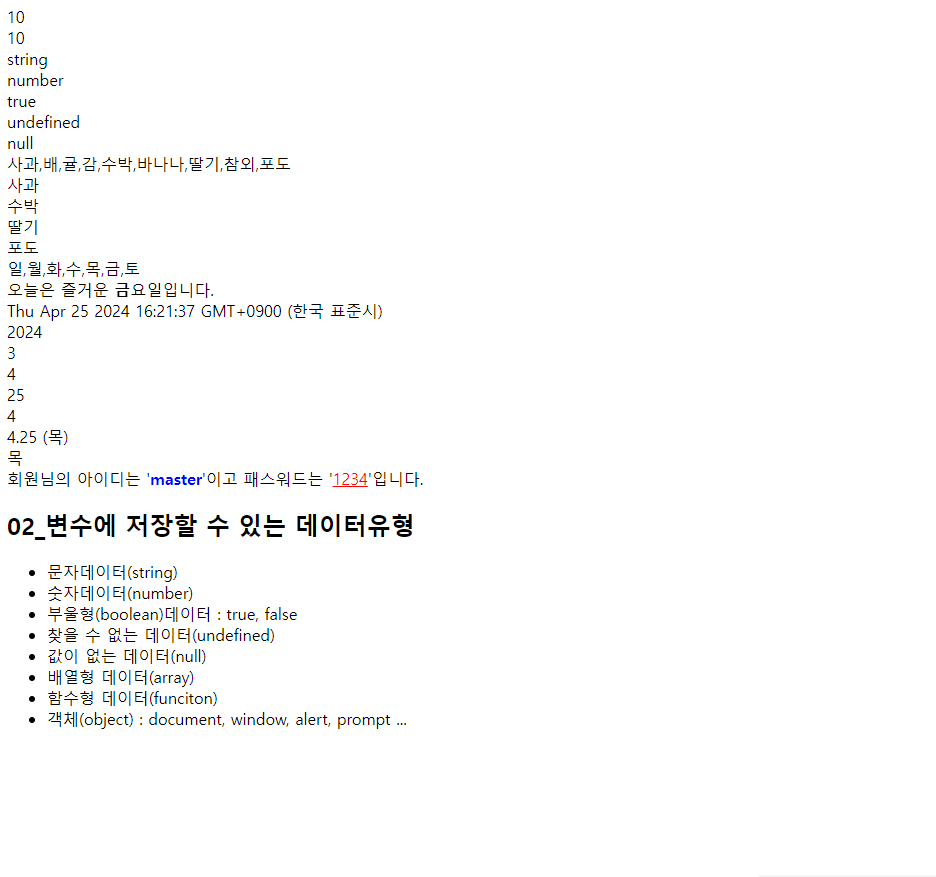 10
10
string
number
true
undefined
null
사과,배,귤,감,수박,바나나,딸기,참외,포도
사과
수박
딸기
포도
일,월,화,수,목,금,토
오늘은 즐거운 금요일입니다.
Thu Apr 25 2024 16:21:37 GMT+0900 (한국 표준시)
2024
3
4
25
4
4.25 (목)
목
회원님의 아이디는 'master'이고 패스워드는 '1234'입니다.
02_변수에 저장할 수 있는 데이터유형
• 문자데이터(string)
• 숫자데이터(number)
• 부울형(boolean)데이터 : true, false
• 찾을 수 없는 데이터(undefined)
• 값이 없는 데이터(null)
• 배열형 데이터(array)
• 함수형 데이터(funciton)
• 객체(object) : document, window, alert, prompt ...